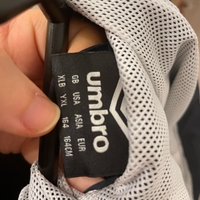 umbro
GB USA ASIA EUR
XLB YXL 164 164CM